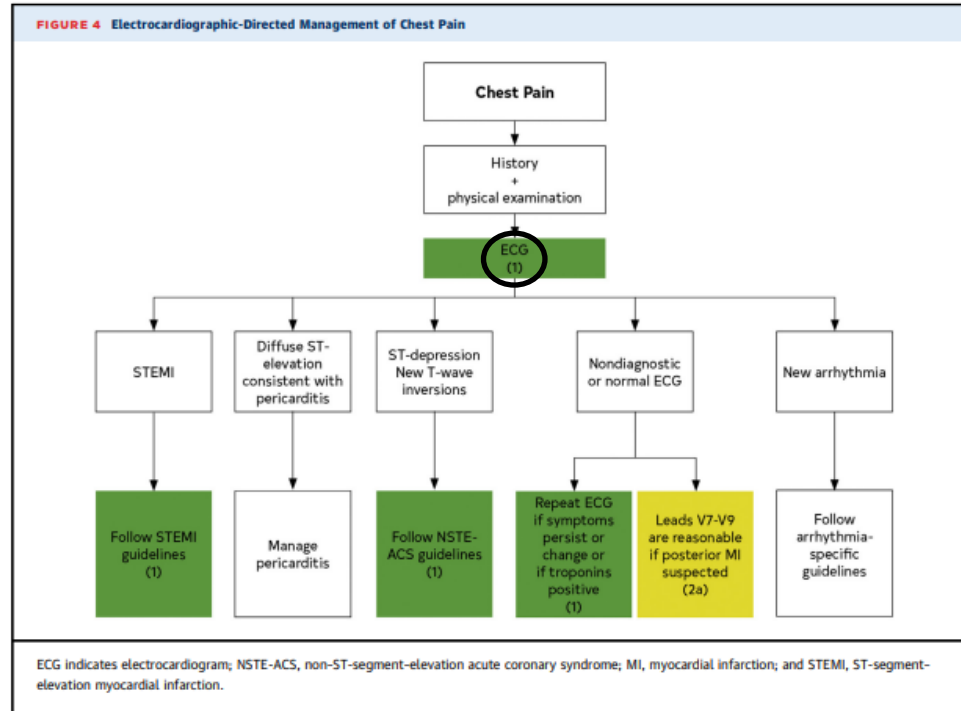 FIGURE 4 Electrocardiographic-Directed Management of Chest Pain
Chest Pain
History
+
physical examination
ECG
(1)
STEMI
Diffuse ST-
elevation
consistent with
pericarditis
ST-depression
New T-wave
inversions
Nondiagnostic
or normal ECG
New arrhythmia
Follow STEMI
guidelines
(1)
Manage
pericarditis
Follow NSTE-
ACS guidelines
(1)
Repeat ECG
if symptoms
persist or
change or
if troponins
positive
(1)
Leads V7-V9
are reasonable
if posterior MI
suspected
(2a)
Follow
arrhythmia-
specific
guidelines
ECG indicates electrocardiogram; NSTE-ACS, non–ST-segment-elevation acute coronary syndrome; MI, myocardial infarction; and STEMI, ST-segment-
elevation myocardial infarction.